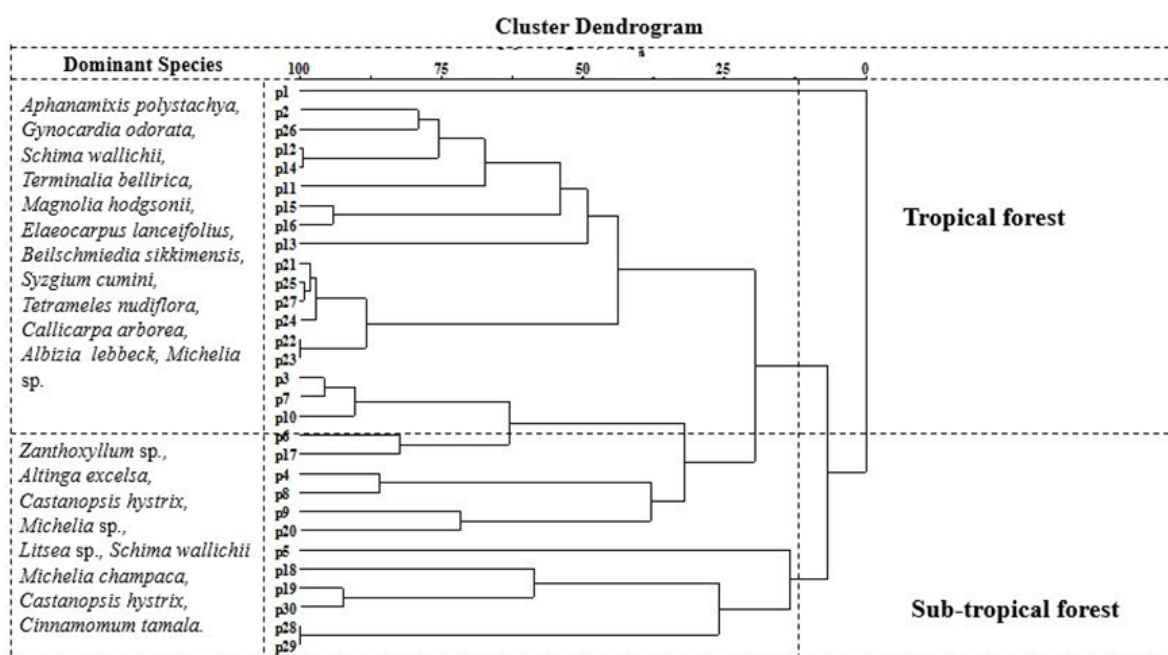 Cluster Dendrogram
Dominant Species
100 75 50 25 0
Aphanamixis polystachya,
Gynocardia odorata,
Schima wallichii,
Terminalia bellirica,
Magnolia hodgsonii,
Elaeocarpus lanceifolius,
Beilschmiedia sikkimensis,
Syzgium cumini,
Tetrameles nudiflora,
Callicarpa arborea,
Albizia lebbeck, Michelia
sp.
Zanthoxyllum sp.,
Altinga excelsa,
Castanopsis hystrix,
Michelia sp.,
Litsea sp., Schima wallichii
Michelia champaca,
Castanopsis hystrix,
Cinnamomum tamala.
p1
p2
p26
p12
p14
p11
p15
p16
p13
p21
p25
p27
p24
p22
p23
p3
p7
p10
p6
p17
p4
p8
p9
p20
p5
p18
p19
p30
p28
p29
Tropical forest
Sub-tropical forest